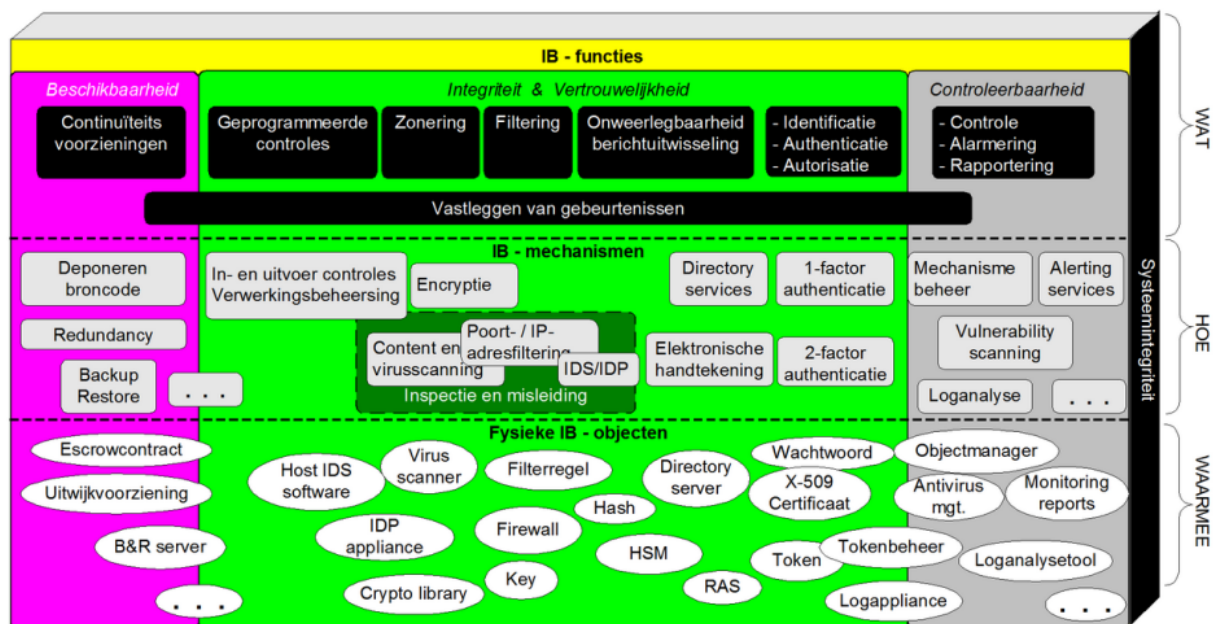 IB - functies
Beschikbaarheid
Integriteit & Vertrouwelijkheid
Controleerbaarheid
Continuïteits
voorzieningen
Geprogrammeerde
controles
Zonering
Filtering
Onweerlegbaarheid
berichtuitwisseling
- Identificatie
- Authenticatie
- Autorisatie
- Controle
- Alarmering
- Rapportering
Vastleggen van gebeurtenissen
WAT
IB - mechanismen
Deponeren
broncode
Redundancy
Backup
Restore
. . .
In- en uitvoer controles
Verwerkingsbeheersing
Encryptie
Poort- / IP-
adresfiltering
Content en
virusscanning
IDS/IDP
Inspectie en misleiding
Directory
services
1-factor
authenticatie
Elektronische
handtekening
2-factor
authenticatie
Mechanisme
beheer
Alerting
services
Vulnerability
scanning
Loganalyse
. . .
Systeemintegriteit
HOE
Fysieke IB - objecten
Escrowcontract
Uitwijkvoorziening
B&R server
. . .
Host IDS
software
Virus
scanner
Filterregel
Directory
server
Wachtwoord
X-509
Certificaat
Hash
IDP
appliance
Firewall
HSM
Token
Tokenbeheer
Crypto library
Key
RAS
Logappliance
Objectmanager
Antivirus
mgt.
Monitoring
reports
Loganalysetool
. . .
WAARMEE